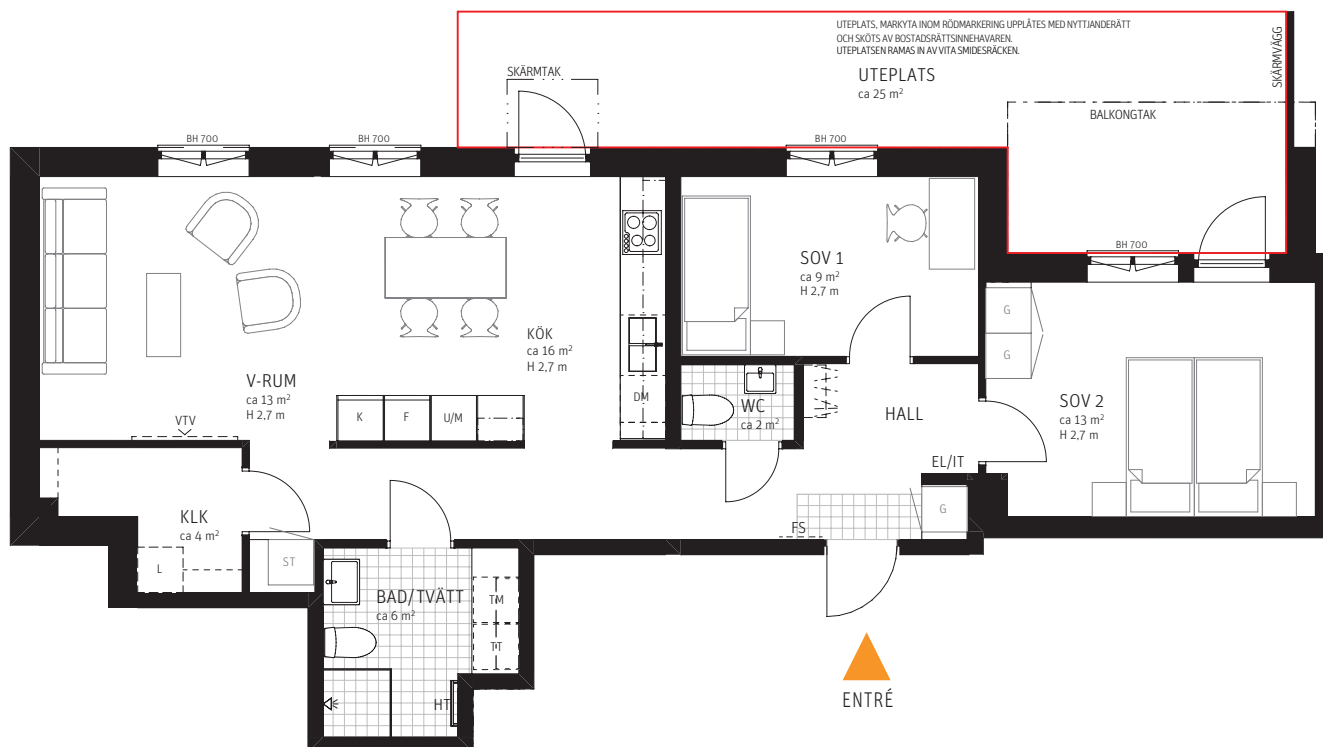 UTEPLATS, MARKYTA INOM RÖDMARKERING UPPLÅTES MED NYTTJANDERÄTT
OCH SKÖTS AV BOSTADSRÄTTSINNEHAVAREN.
UTEPLATSEN RAMAS IN AV VITA SMIDESRÄCKEN.
SKÄRMVÄGG
SKÄRMTAK
UTEPLATS
ca 25 m²
BALKONGTAK
BH 700
BH 700
BH 700
BH 700
SOV 1
ca 9 m²
H 2,7 m
G
G
KÖK
ca 16 m²
H 2,7 m
V-RUM
ca 13 m²
H 2,7 m
VTV
K
F
U/M
DM
WC
ca 2 m²
HALL
SOV 2
ca 13 m²
H 2,7 m
EL/IT
G
FS
KLK
ca 4 m²
L
ST
BAD/TVÄTT
ca 6 m²
TM
TT
HT
ENTRÉ